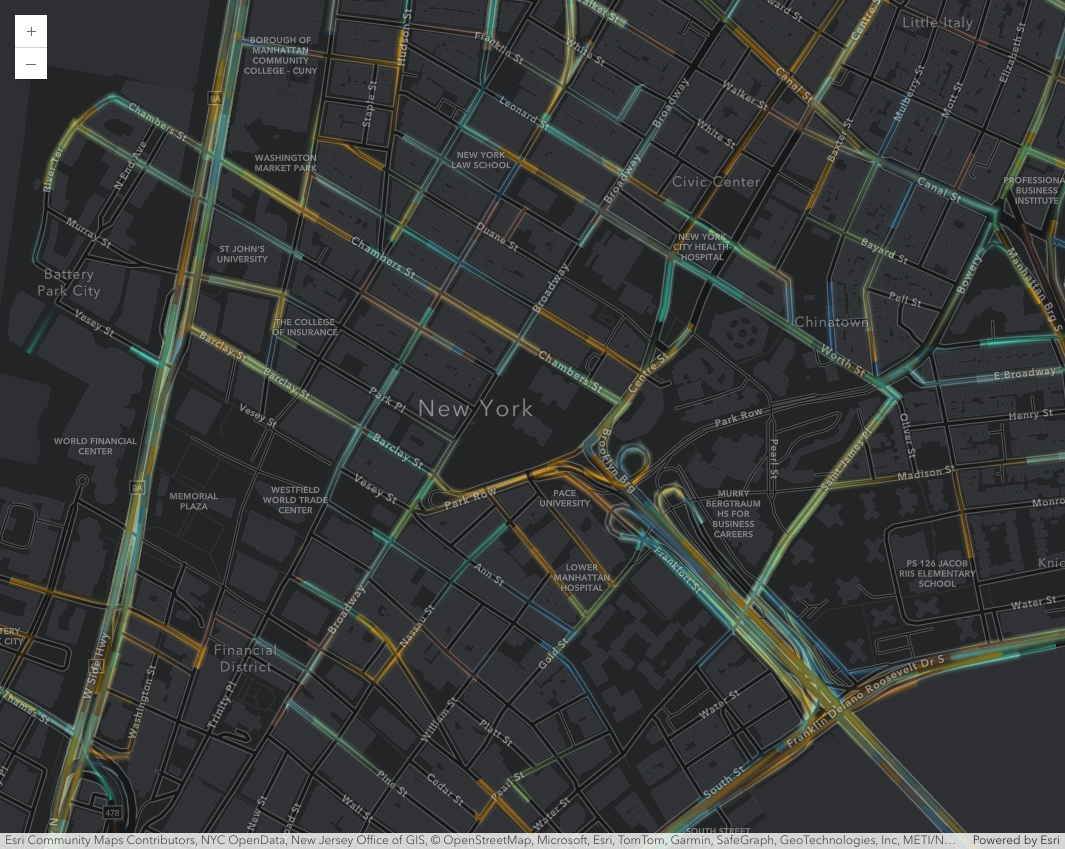 +
−
BOROUGH OF
MANHATTAN
COMMUNITY
COLLEGE - CUNY
Hudson St
Franklin St
White St
Walker St
Centre St
Little Italy
Elizabeth St
Canal St
Staple St
9A
Chambers St
River Ter
N End Ave
Leonard St
Broadway
Walker St
White St
Mulberry St
Mott St
Baxter St
WASHINGTON
MARKET PARK
NEW YORK
LAW SCHOOL
Civic Center
Broadway
Canal St
PROFESSIONA
BUSINESS
INSTITUTE
Murray St
ST JOHN'S
UNIVERSITY
Duane St
Chambers St
NEW YORK
CITY HEALTH
HOSPITAL
Bayard St
Bowery
Manhattan Brg S
Battery
Park City
Broadway
Pell St
Chinatown
Vesey St
THE COLLEGE
OF INSURANCE
Barclay St
Barclay St
Chambers St
Centre St
Worth St
E Broadway
Park Pl
New York
Vesey St
Park Row
Henry St
Oliver St
WORLD FINANCIAL
CENTER
Barclay St
Brooklyn Brg
Pearl St
Saint James Pl
Madison St
9A
MEMORIAL
PLAZA
WESTFIELD
WORLD TRADE
CENTER
Vesey St
Park Row
PACE
UNIVERSITY
MURRY
BERGTRAUM
HS FOR
BUSINESS
CAREERS
Monro
Frankfort St
Ann St
LOWER
MANHATTAN
HOSPITAL
PS 126 JACOB
RIIS ELEMENTARY
SCHOOL
Knic
Water St
TERY
CITY
Broadway
Nassau St
Gold St
Financial
District
W Side Hwy
Washington St
Trinity Pl
Thames St
William St
Platt St
Water St
Franklin Delano Roosevelt Dr S
Pine St
Cedar St
Pearl St
South St
Wall St
Water St
478
New St
oad St
SOUTH STREET
Esri Community Maps Contributors, NYC OpenData, New Jersey Office of GIS, © OpenStreetMap, Microsoft, Esri, TomTom, Garmin, SafeGraph, GeoTechnologies, Inc, METI/N…
Powered by Esri